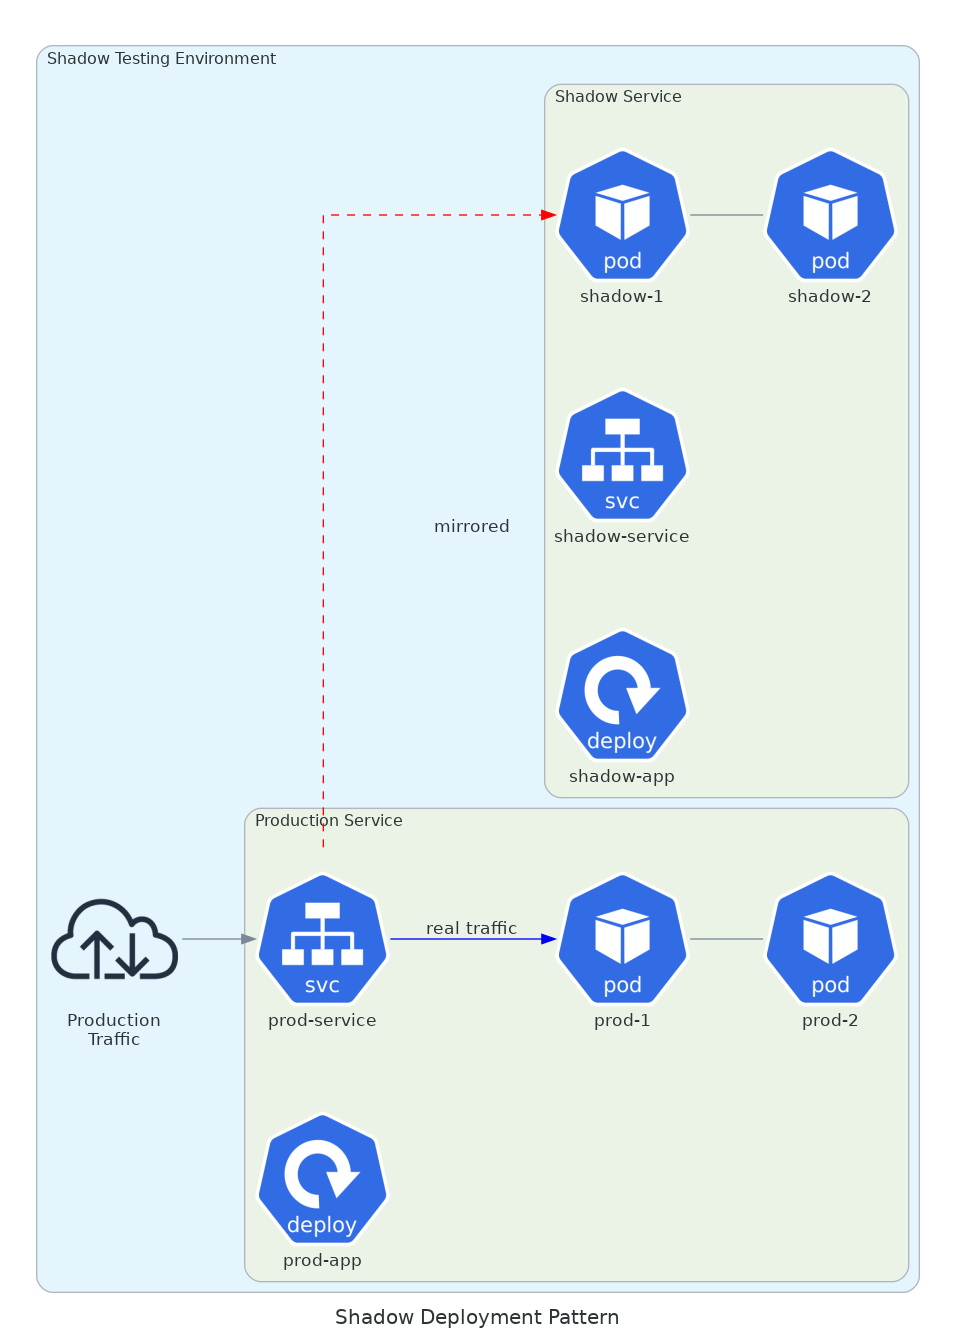 Shadow Testing Environment
Shadow Service
pod
pod
shadow-1
shadow-2
svc
mirrored
shadow-service
deploy
shadow-app
Production Service
real traffic
svc
pod
pod
Production
Traffic
prod-service
prod-1
prod-2
deploy
prod-app
Shadow Deployment Pattern